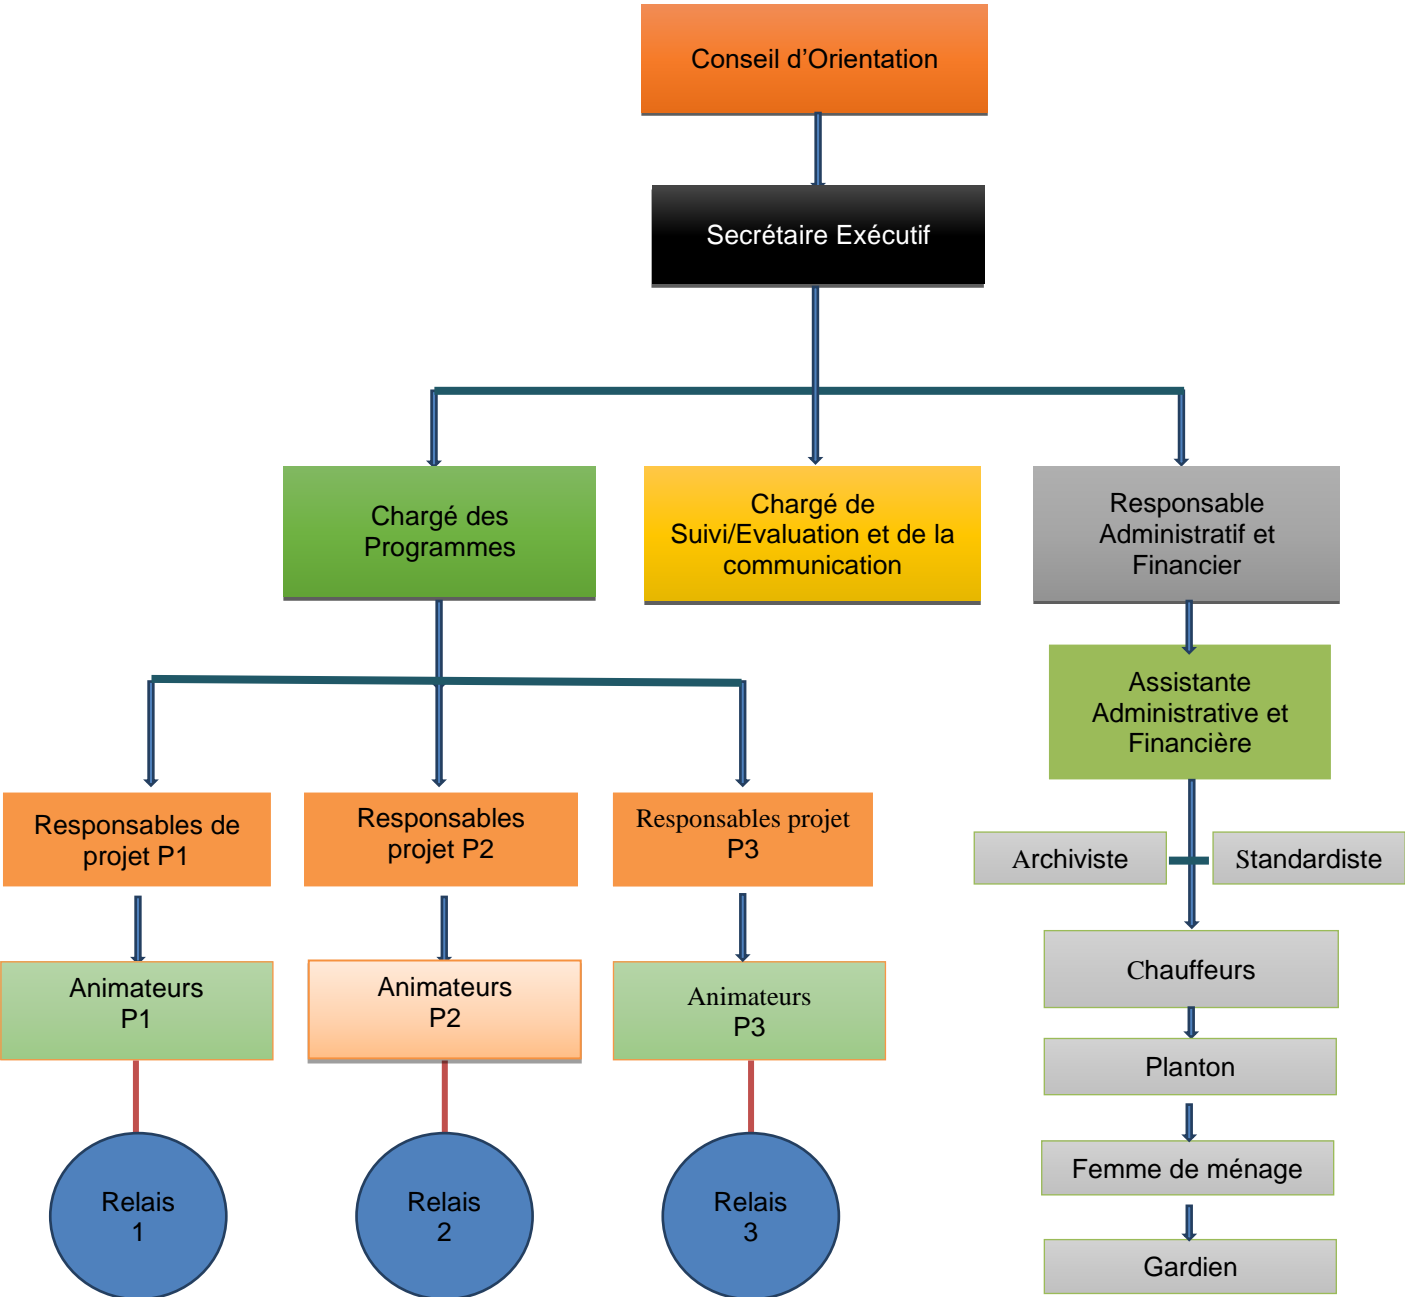 Conseil d’Orientation
Secrétaire Exécutif
Chargé des
Programmes
Chargé de
Suivi/Evaluation et de la
communication
Responsable
Administratif et
Financier
Assistante
Administrative et
Financière
Responsables de
projet P1
Responsables
projet P2
Responsables projet
P3
Archiviste
Standardiste
Animateurs
P1
Animateurs
P2
Animateurs
P3
Chauffeurs
Planton
Femme de ménage
Gardien
Relais
1
Relais
2
Relais
3